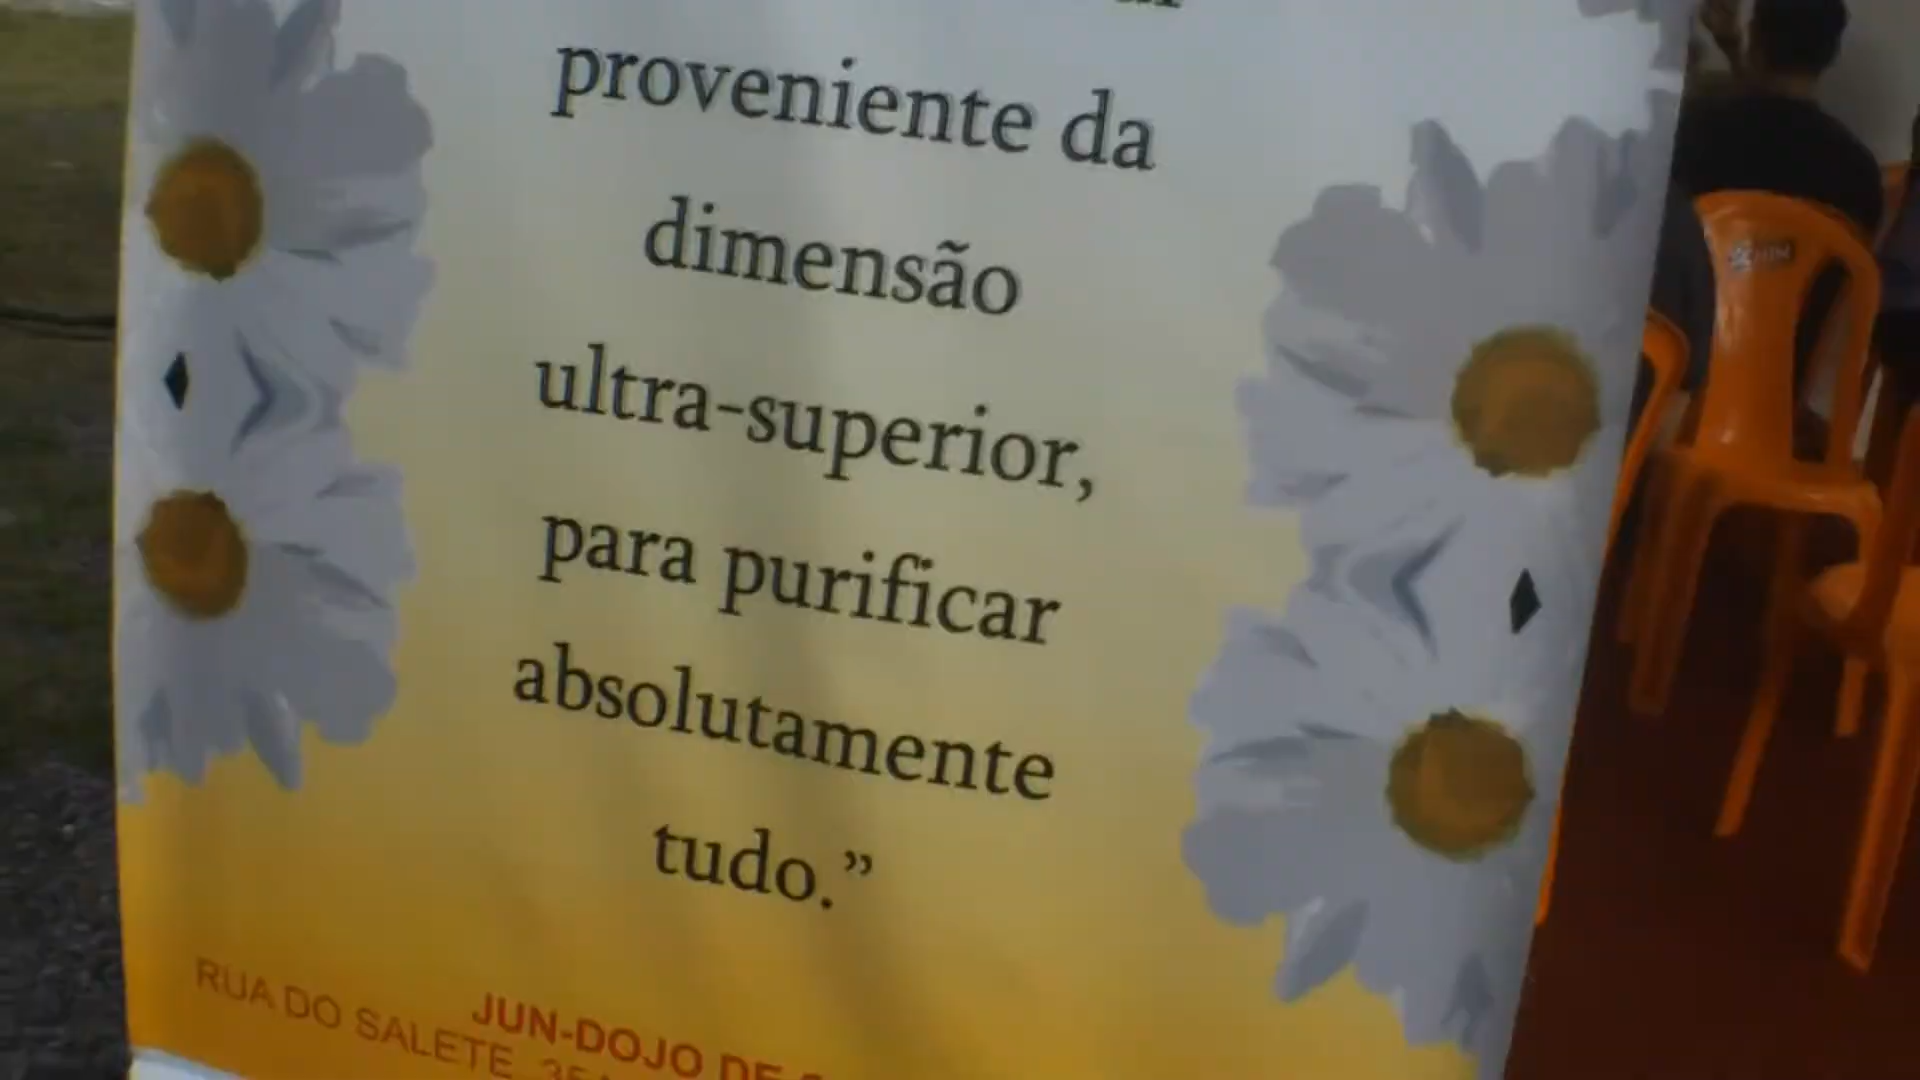 proveniente da
dimensão
ultra-superior,
para purificar
absolutamente
tudo.”
JUN-DOJO DE
RUA DO SALETE,